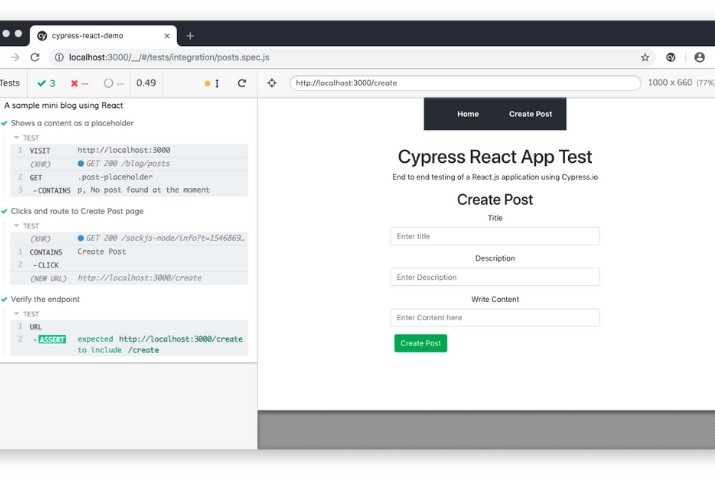 cypress-react-demo
localhost:3000/__/#/tests/integration/posts.spec.js
Tests 3 -- -- 0.49
http://localhost:3000/create
1000 x 660 (77%)
A sample mini blog using React
Shows a content as a placeholder
TEST
1 VISIT http://localhost:3000
(XHR) GET 200 /blog/posts
2 GET .post-placeholder
3 -CONTAINS p, No post found at the moment
Clicks and route to Create Post page
TEST
(XHR) GET 200 /sockjs-node/info?t=1546869…
1 CONTAINS Create Post
2 -CLICK
(NEW URL) http://localhost:3000/create
Verify the endpoint
TEST
1 URL
2 -ASSERT expected http://localhost:3000/create
to include /create
Home Create Post
Cypress React App Test
End to end testing of a React.js application using Cypress.io
Create Post
Title
Enter title
Description
Enter Description
Write Content
Enter Content here
Create Post